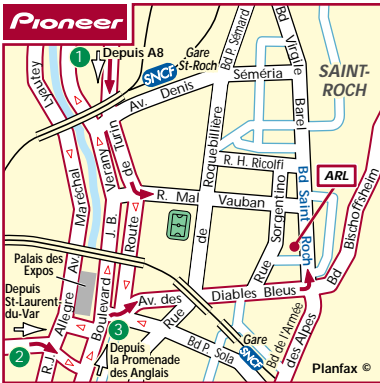 Pioneer
1
Depuis A8
Gare
St-Roch
SNCF
Bd P. Sémard
Bd Virgile Barel
SAINT-
ROCH
Lyautey
Maréchal
Av. Denis Séméria
J.B. Verany
Route de Turin
Roquebillière
de
Rue
R. H. Ricolfi
ARL
R. Mal Vauban
Rue Sorgentino
Bd Saint Roch
Bd Bischoffsheim
Palais des
Expos
Av.
Allegre
R.J.
Boulevard
Depuis
St-Laurent-
du-Var
Av. des Diables Bleus
3
2
Depuis
la Promenade
des Anglais
Bd P. Sola
Gare
SNCF
Bd de l'Armée
des Alpes
Planfax ©